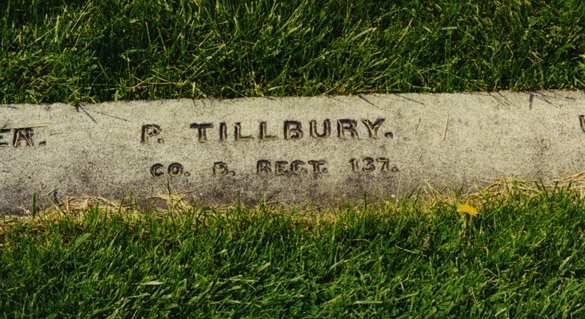 P. TILLBURY.
CO. B. REGT. 137.